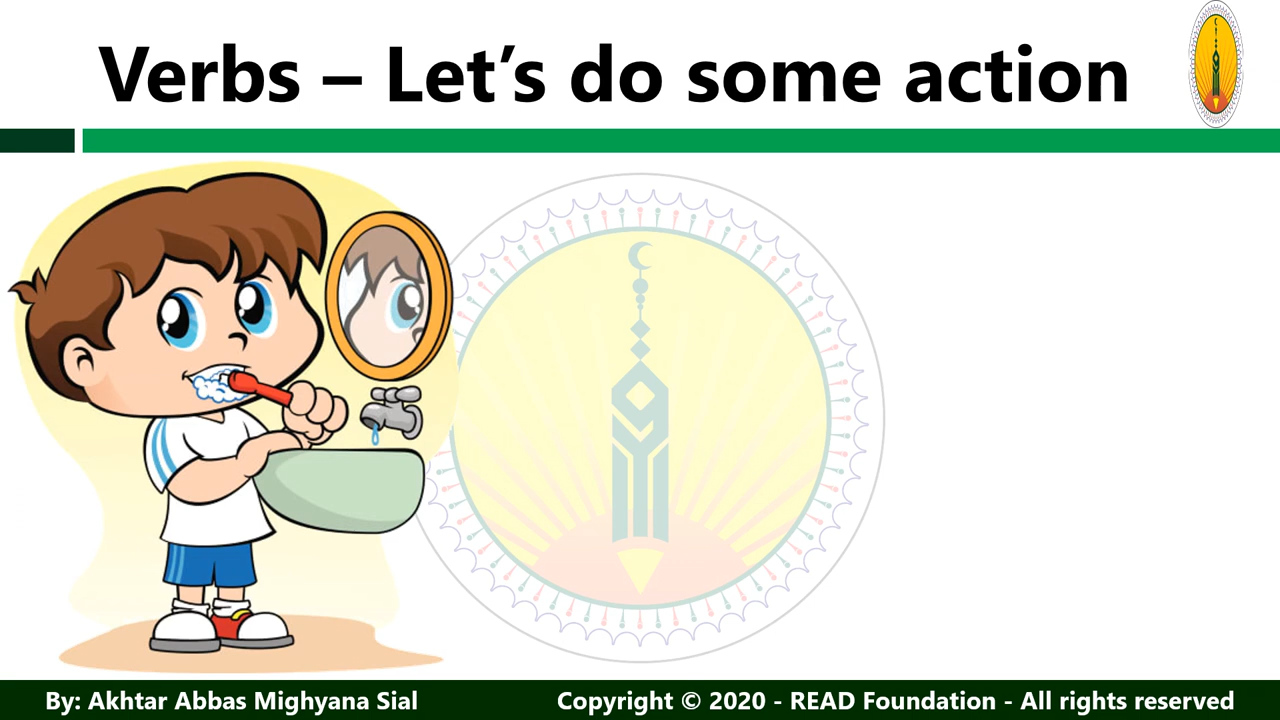 Verbs – Let’s do some action
By: Akhtar Abbas Mighyana Sial
Copyright © 2020 - READ Foundation - All rights reserved